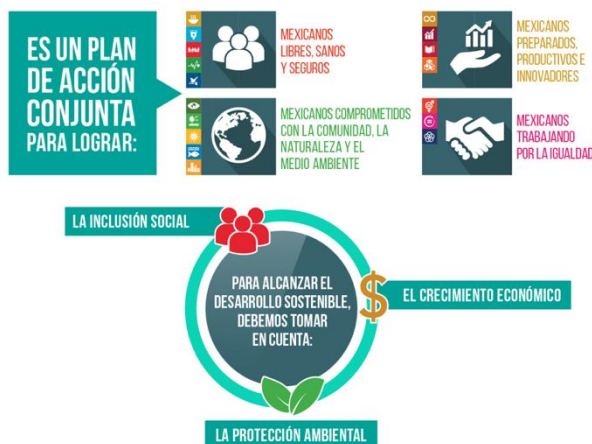 ES UN PLAN
DE ACCIÓN
CONJUNTA
PARA LOGRAR:
MEXICANOS
LIBRES, SANOS
Y SEGUROS
MEXICANOS
PREPARADOS,
PRODUCTIVOS E
INNOVADORES
MEXICANOS COMPROMETIDOS
CON LA COMUNIDAD, LA
NATURALEZA Y EL
MEDIO AMBIENTE
MEXICANOS
TRABAJANDO
POR LA IGUALDAD
LA INCLUSIÓN SOCIAL
PARA ALCANZAR EL
DESARROLLO SOSTENIBLE,
DEBEMOS TOMAR
EN CUENTA:
$
EL CRECIMIENTO ECONÓMICO
LA PROTECCIÓN AMBIENTAL